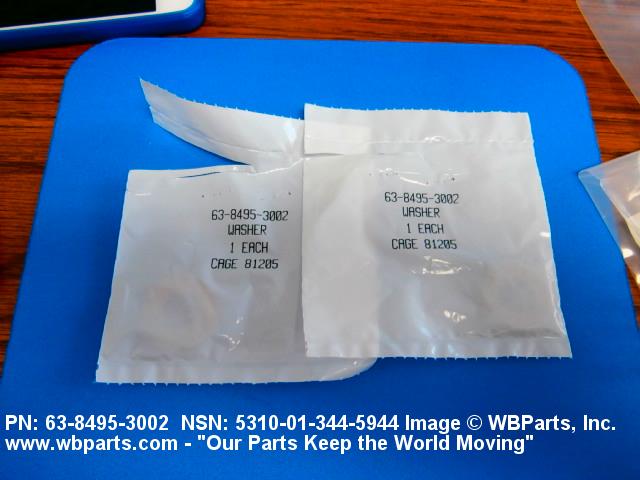 63-8495-3002
WASHER
1 EACH
CAGE 81205
63-8495-3002
WASHER
1 EACH
CAGE 81205
PN: 63-8495-3002  NSN: 5310-01-344-5944 Image © WBParts, Inc.
www.wbparts.com - "Our Parts Keep the World Moving"